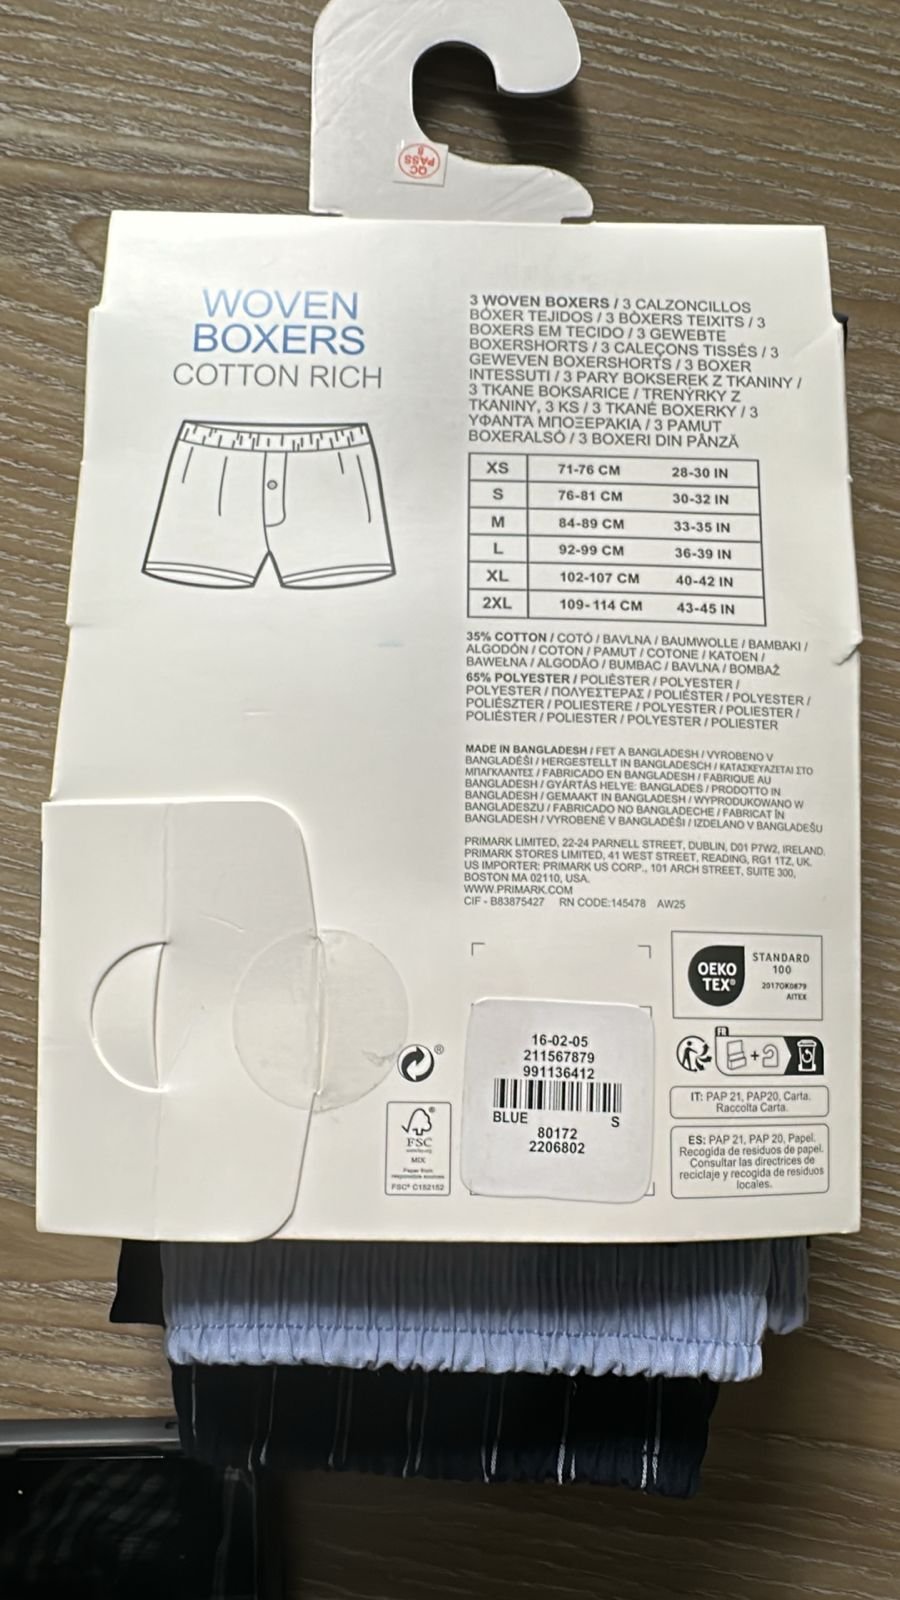 QC
PASS
8
WOVEN
BOXERS
COTTON RICH
3 WOVEN BOXERS / 3 CALZONCILLOS
BÓXER TEJIDOS / 3 BÒXERS TEIXITS / 3
BOXERS EM TECIDO / 3 GEWEBTE
BOXERSHORTS / 3 CALEÇONS TISSÉS / 3
GEWEVEN BOXERSHORTS / 3 BOXER
INTESSUTI / 3 PARY BOKSEREK Z TKANINY /
3 TKANE BOKSARICE / TRENÝRKY Z
TKANINY, 3 KS / 3 TKANÉ BOXERKY / 3
ΥΦΑΝΤΆ ΜΠΟΞΕΡΆΚΙΑ / 3 PAMUT
BOXERALSÓ / 3 BOXERI DIN PÂNZĂ
XS 71-76 CM 28-30 IN
S 76-81 CM 30-32 IN
M 84-89 CM 33-35 IN
L 92-99 CM 36-39 IN
XL 102-107 CM 40-42 IN
2XL 109-114 CM 43-45 IN
35% COTTON / COTÓ / BAVLNA / BAUMWOLLE / ΒΑΜΒΆΚΙ /
ALGODÓN / COTON / PAMUT / COTONE / KATOEN /
BAWEŁNA / ALGODÃO / BUMBAC / BAVLNA / BOMBAŽ
65% POLYESTER / POLIÈSTER / POLYESTER /
POLYESTER / ΠΟΛΥΕΣΤΕΡΑΣ / POLIÉSTER / POLYESTER /
POLIÉSZTER / POLIESTERE / POLYESTER / POLIESTER /
POLIÉSTER / POLIESTER / POLYESTER / POLIESTER
MADE IN BANGLADESH / FET A BANGLADESH / VYROBENO V
BANGLADÉŠI / HERGESTELLT IN BANGLADESCH / ΚΑΤΑΣΚΕΥΑΖΕΤΑΙ ΣΤΟ
ΜΠΑΓΚΛΑΝΤΕΣ / FABRICADO EN BANGLADESH / FABRIQUÉ AU
BANGLADESH / GYÁRTÁS HELYE: BANGLADES / PRODOTTO IN
BANGLADESH / GEMAAKT IN BANGLADESH / WYPRODUKOWANO W
BANGLADESZU / FABRICADO NO BANGLADECHE / FABRICAT ÎN
BANGLADESH / VYROBENÉ V BANGLADÉŠI / IZDELANO V BANGLADEŠU
PRIMARK LIMITED, 22-24 PARNELL STREET, DUBLIN, D01 P7W2, IRELAND.
PRIMARK STORES LIMITED, 41 WEST STREET, READING, RG1 1TZ, UK.
US IMPORTER: PRIMARK US CORP., 101 ARCH STREET, SUITE 300,
BOSTON MA 02110, USA.
WWW.PRIMARK.COM
CIF - B83875427 RN CODE:145478 AW25
OEKO
TEX®
STANDARD
100
2017OK0879
AITEX
16-02-05
211567879
991136412
BLUE S
80172
2206802
®
FSC
MIX
Paper from
responsible sources
FSC® C152152
FR
IT: PAP 21, PAP20, Carta.
Raccolta Carta.
ES: PAP 21, PAP 20, Papel.
Recogida de residuos de papel.
Consultar las directrices de
reciclaje y recogida de residuos
locales.